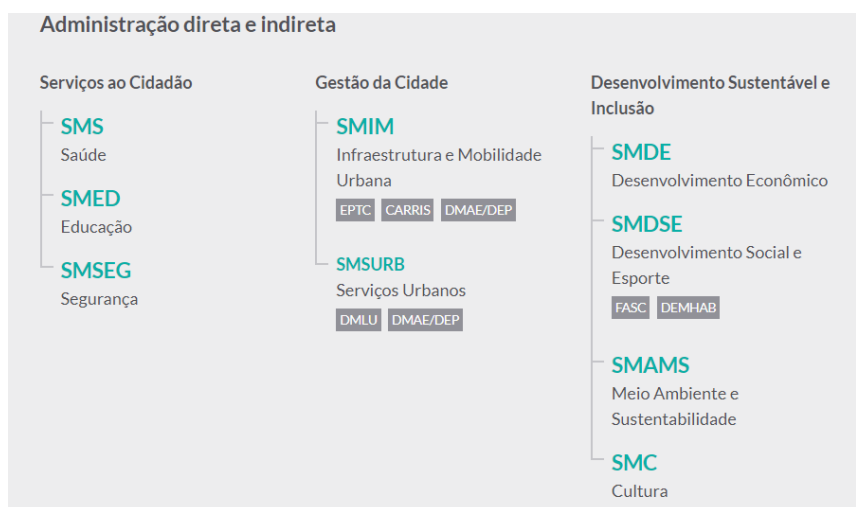 Administração direta e indireta
Serviços ao Cidadão
SMS
Saúde
SMED
Educação
SMSEG
Segurança
Gestão da Cidade
SMIM
Infraestrutura e Mobilidade
Urbana
EPTC CARRIS DMAE/DEP
SMSURB
Serviços Urbanos
DMLU DMAE/DEP
Desenvolvimento Sustentável e
Inclusão
SMDE
Desenvolvimento Econômico
SMDSE
Desenvolvimento Social e
Esporte
FASC DEMHAB
SMAMS
Meio Ambiente e
Sustentabilidade
SMC
Cultura